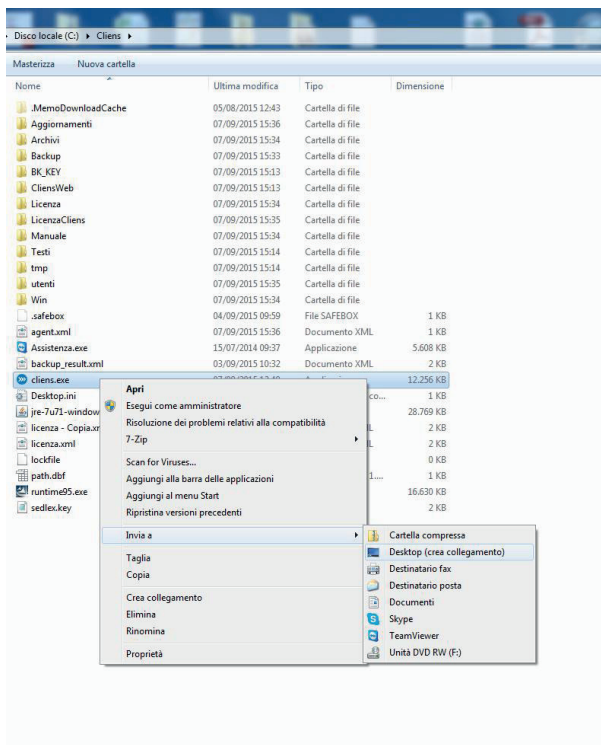 Disco locale (C:) Cliens
Masterizza Nuova cartella
Nome Ultima modifica Tipo Dimensione
.MemoDownloadCache 05/08/2015 12:43 Cartella di file
Aggiornamenti 07/09/2015 15:36 Cartella di file
Archivi 07/09/2015 15:34 Cartella di file
Backup 07/09/2015 15:33 Cartella di file
BK_KEY 07/09/2015 15:13 Cartella di file
CliensWeb 07/09/2015 15:13 Cartella di file
Licenza 07/09/2015 15:34 Cartella di file
LicenzaCliens 07/09/2015 15:35 Cartella di file
Manuale 07/09/2015 15:34 Cartella di file
Testi 07/09/2015 15:14 Cartella di file
tmp 07/09/2015 15:14 Cartella di file
utenti 07/09/2015 15:35 Cartella di file
Win 07/09/2015 15:34 Cartella di file
.safebox 04/09/2015 09:59 File SAFEBOX 1 KB
agent.xml 07/09/2015 15:36 Documento XML 1 KB
Assistenza.exe 15/07/2014 09:37 Applicazione 5.608 KB
backup_result.xml 03/09/2015 10:32 Documento XML 2 KB
cliens.exe 12.256 KB
Desktop.ini co... 1 KB
jre-7u71-window 28.769 KB
licenza - Copia.xr IL 2 KB
licenza.xml IL 2 KB
lockfile 0 KB
path.dbf 1.... 1 KB
runtime95.exe 16.630 KB
sedlex.key 2 KB
Apri
Esegui come amministratore
Risoluzione dei problemi relativi alla compatibilità
7-Zip
Scan for Viruses...
Aggiungi alla barra delle applicazioni
Aggiungi al menu Start
Ripristina versioni precedenti
Invia a
Taglia
Copia
Crea collegamento
Elimina
Rinomina
Proprietà
Cartella compressa
Desktop (crea collegamento)
Destinatario fax
Destinatario posta
Documenti
Skype
TeamViewer
Unità DVD RW (F:)